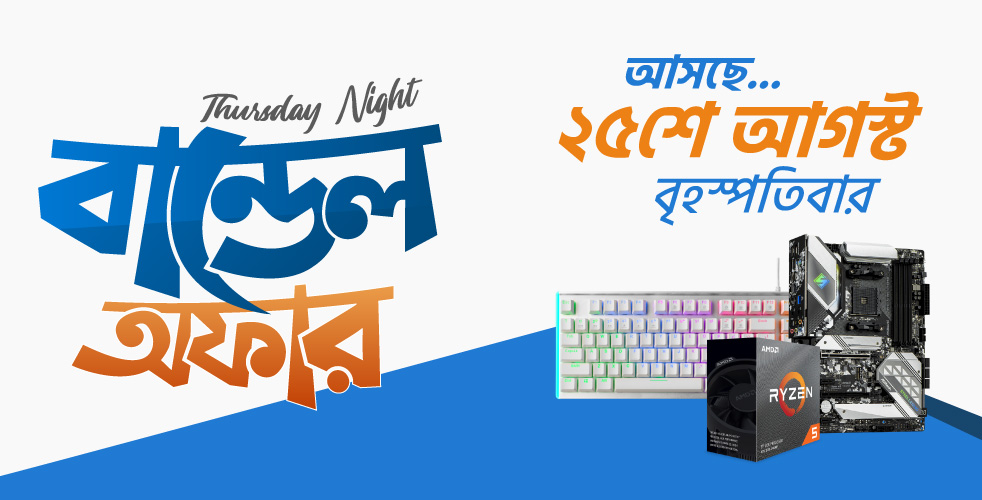 Thursday Night
বান্ডেল
অফার
আসছে...
২৫শে আগস্ট
বৃহস্পতিবার
AMD
RYZEN
5